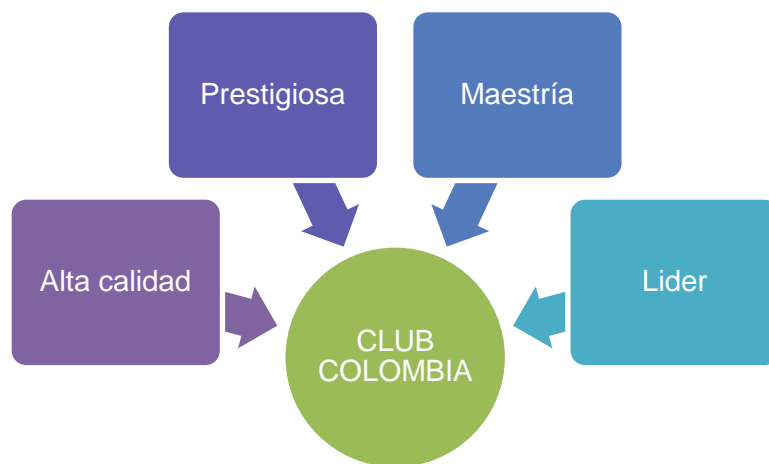 Prestigiosa
Maestría
Alta calidad
Lider
CLUB
COLOMBIA